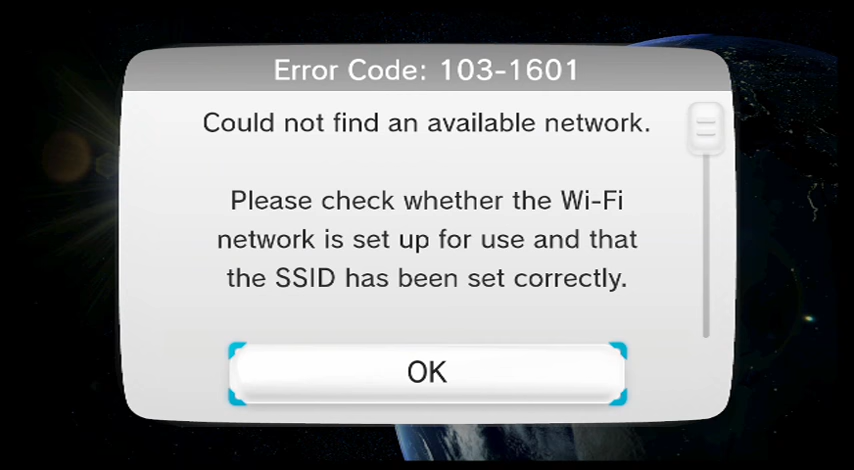 Error Code: 103-1601
Could not find an available network.
Please check whether the Wi-Fi
network is set up for use and that
the SSID has been set correctly.
OK